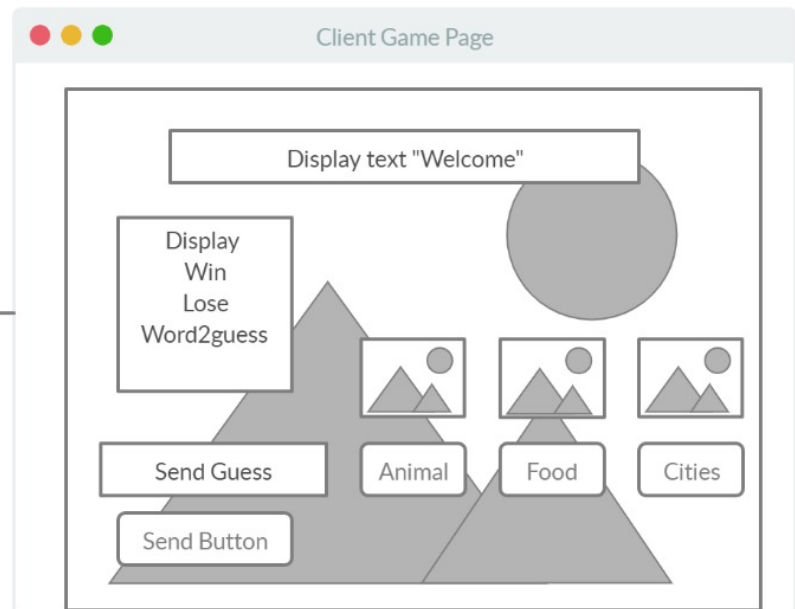 Client Game Page
Display text "Welcome"
Display
Win
Lose
Word2guess
Send Guess
Animal
Food
Cities
Send Button